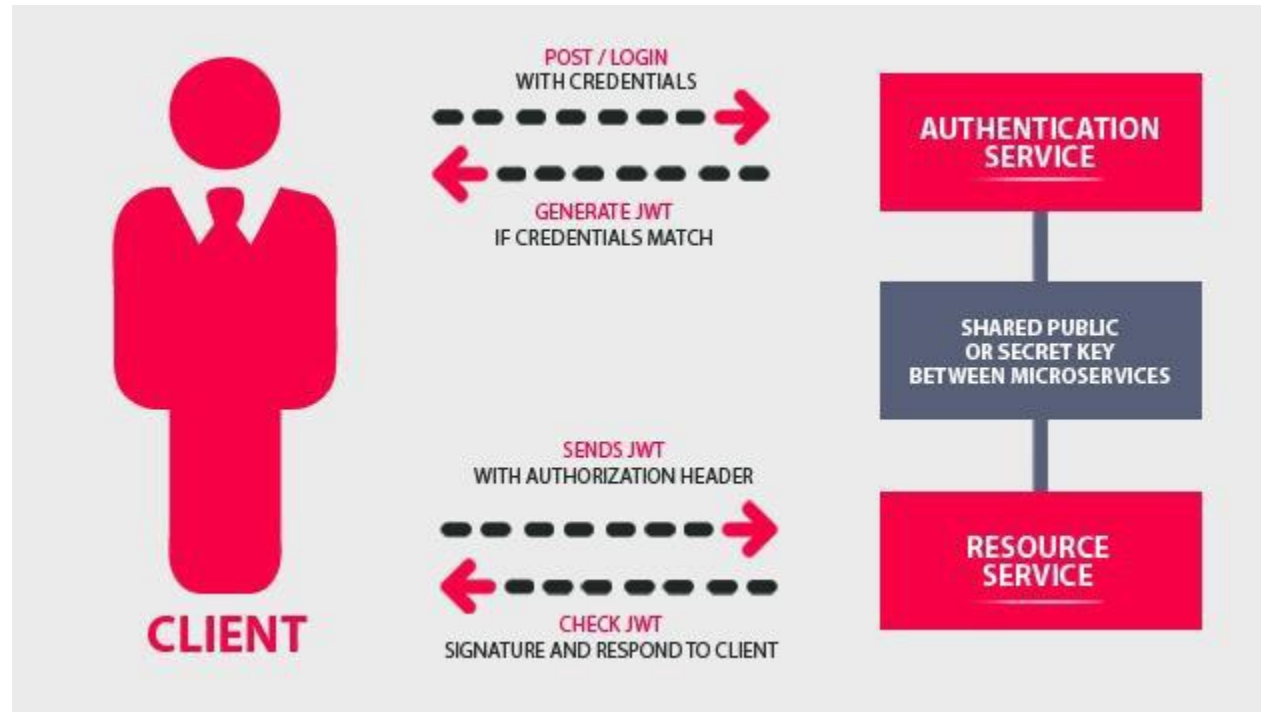 POST / LOGIN
WITH CREDENTIALS
GENERATE JWT
IF CREDENTIALS MATCH
AUTHENTICATION
SERVICE
SHARED PUBLIC
OR SECRET KEY
BETWEEN MICROSERVICES
SENDS JWT
WITH AUTHORIZATION HEADER
CHECK JWT
SIGNATURE AND RESPOND TO CLIENT
RESOURCE
SERVICE
CLIENT